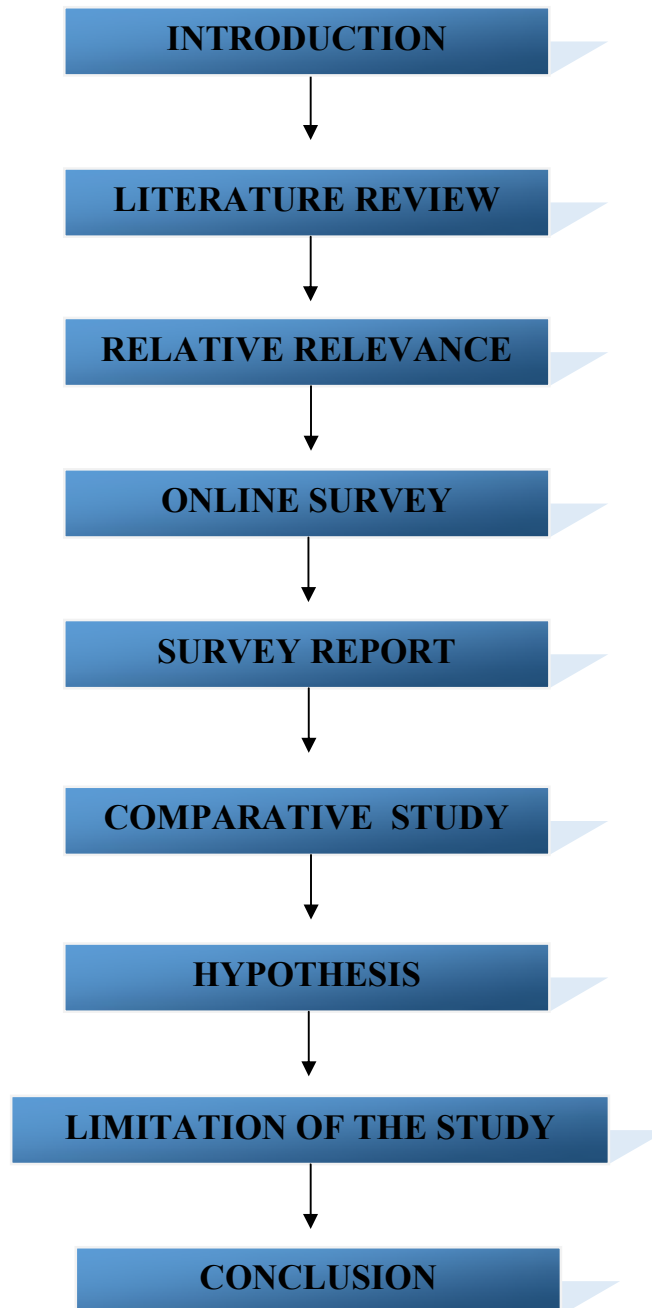 INTRODUCTION
LITERATURE REVIEW
RELATIVE RELEVANCE
ONLINE SURVEY
SURVEY REPORT
COMPARATIVE  STUDY
HYPOTHESIS
LIMITATION OF THE STUDY
CONCLUSION